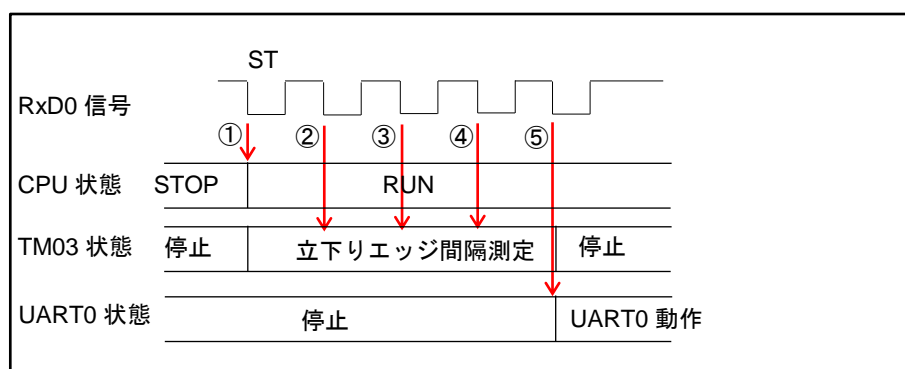 ST
RxD0 信号
① ② ③ ④ ⑤
CPU 状態 STOP RUN
TM03 状態 停止 立下りエッジ間隔測定 停止
UART0 状態 停止 UART0 動作